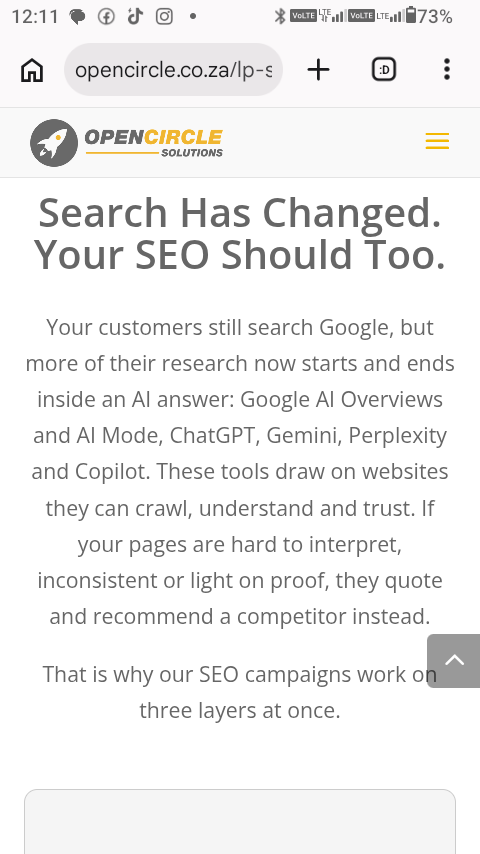 12:11 VoLTE LTE VoLTE LTE 73%
opencircle.co.za/lp-s :D
OPENCIRCLE
SOLUTIONS
Search Has Changed.
Your SEO Should Too.
Your customers still search Google, but
more of their research now starts and ends
inside an AI answer: Google AI Overviews
and AI Mode, ChatGPT, Gemini, Perplexity
and Copilot. These tools draw on websites
they can crawl, understand and trust. If
your pages are hard to interpret,
inconsistent or light on proof, they quote
and recommend a competitor instead.
That is why our SEO campaigns work on
three layers at once.